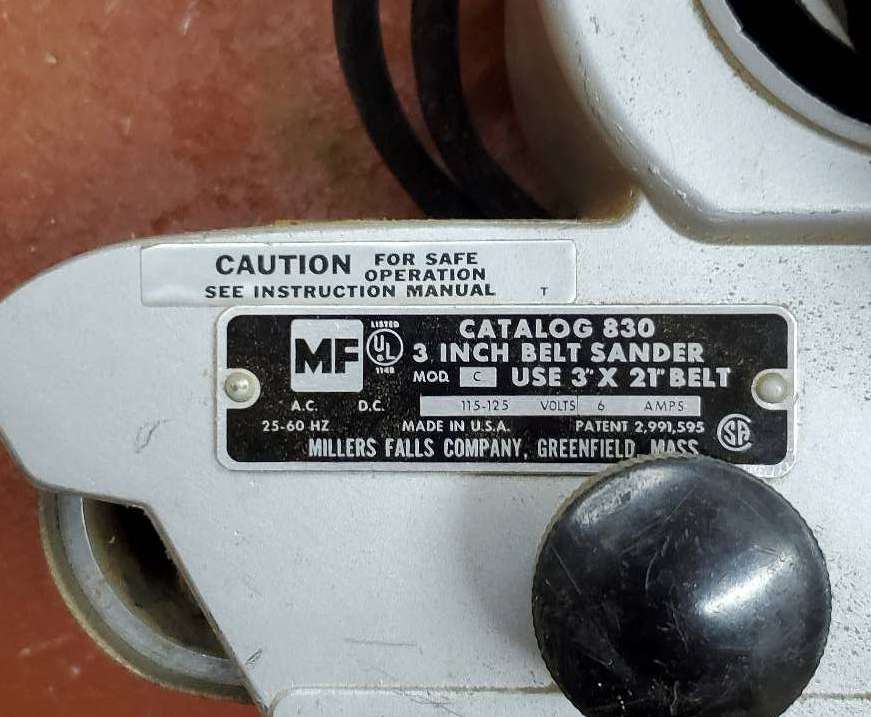 CAUTION FOR SAFE OPERATION
SEE INSTRUCTION MANUAL T
MF
LISTED
UL
114B
CATALOG 830
3 INCH BELT SANDER
MOD. C USE 3" X 21" BELT
A.C. D.C. 115-125 VOLTS 6 AMPS
25-60 HZ MADE IN U.S.A. PATENT 2,991,595 SA
MILLERS FALLS COMPANY, GREENFIELD, MASS